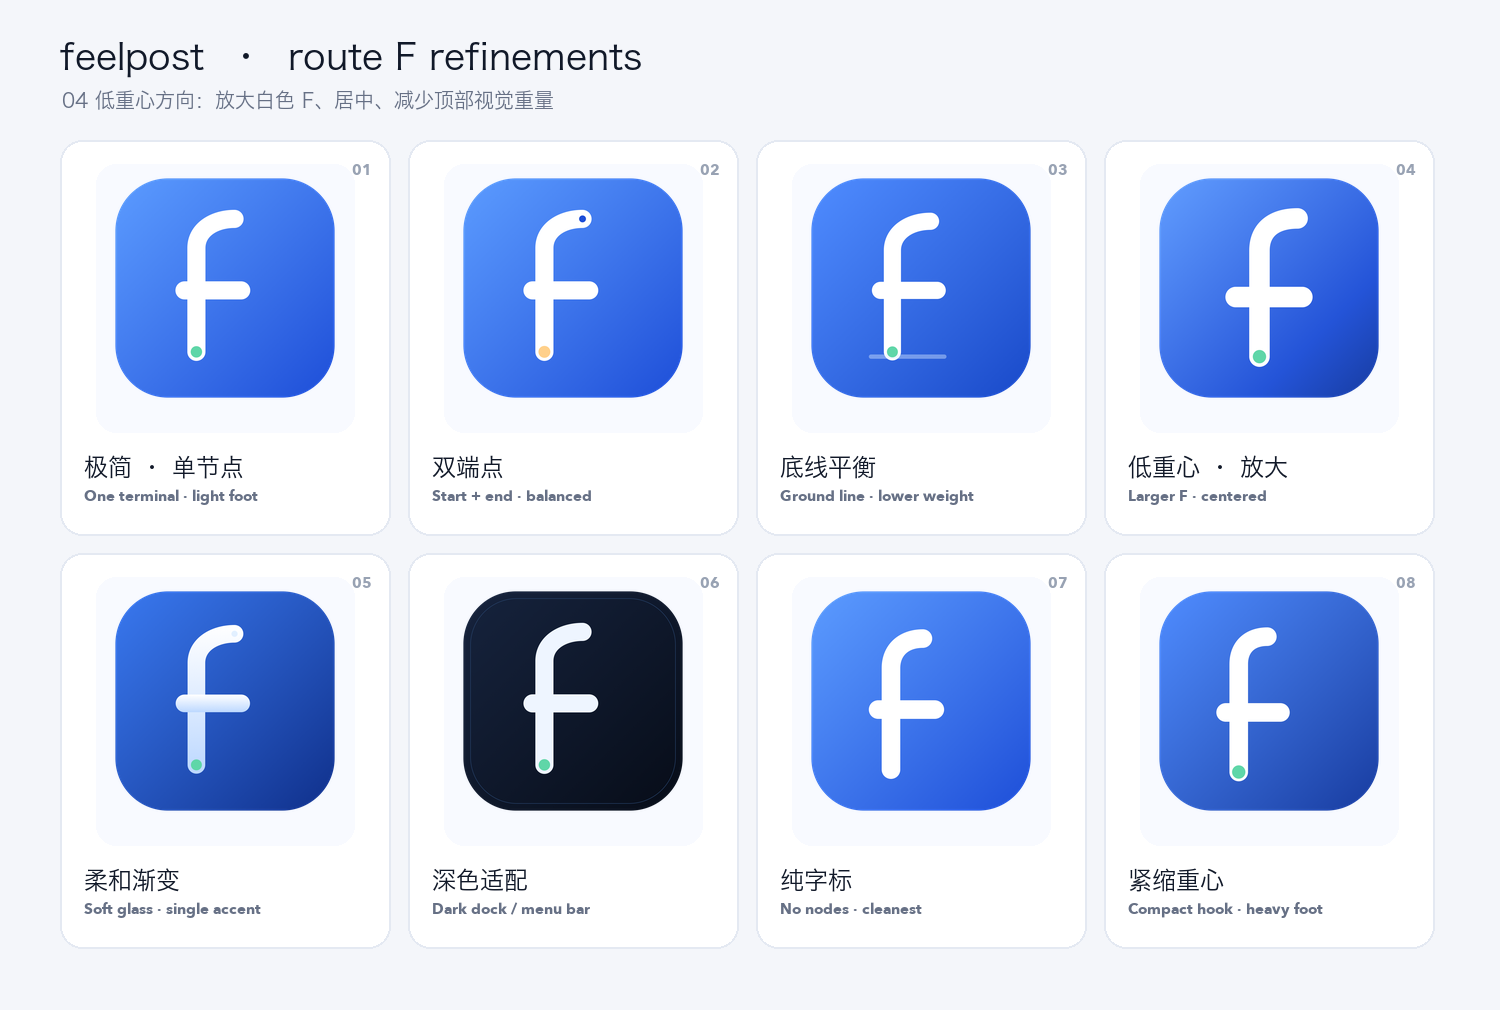 feelpost · route F refinements
04 低重心方向：放大白色 F、居中、减少顶部视觉重量
01
极简 · 单节点
One terminal · light foot
02
双端点
Start + end · balanced
03
底线平衡
Ground line · lower weight
04
低重心 · 放大
Larger F · centered
05
柔和渐变
Soft glass · single accent
06
深色适配
Dark dock / menu bar
07
纯字标
No nodes · cleanest
08
紧缩重心
Compact hook · heavy foot